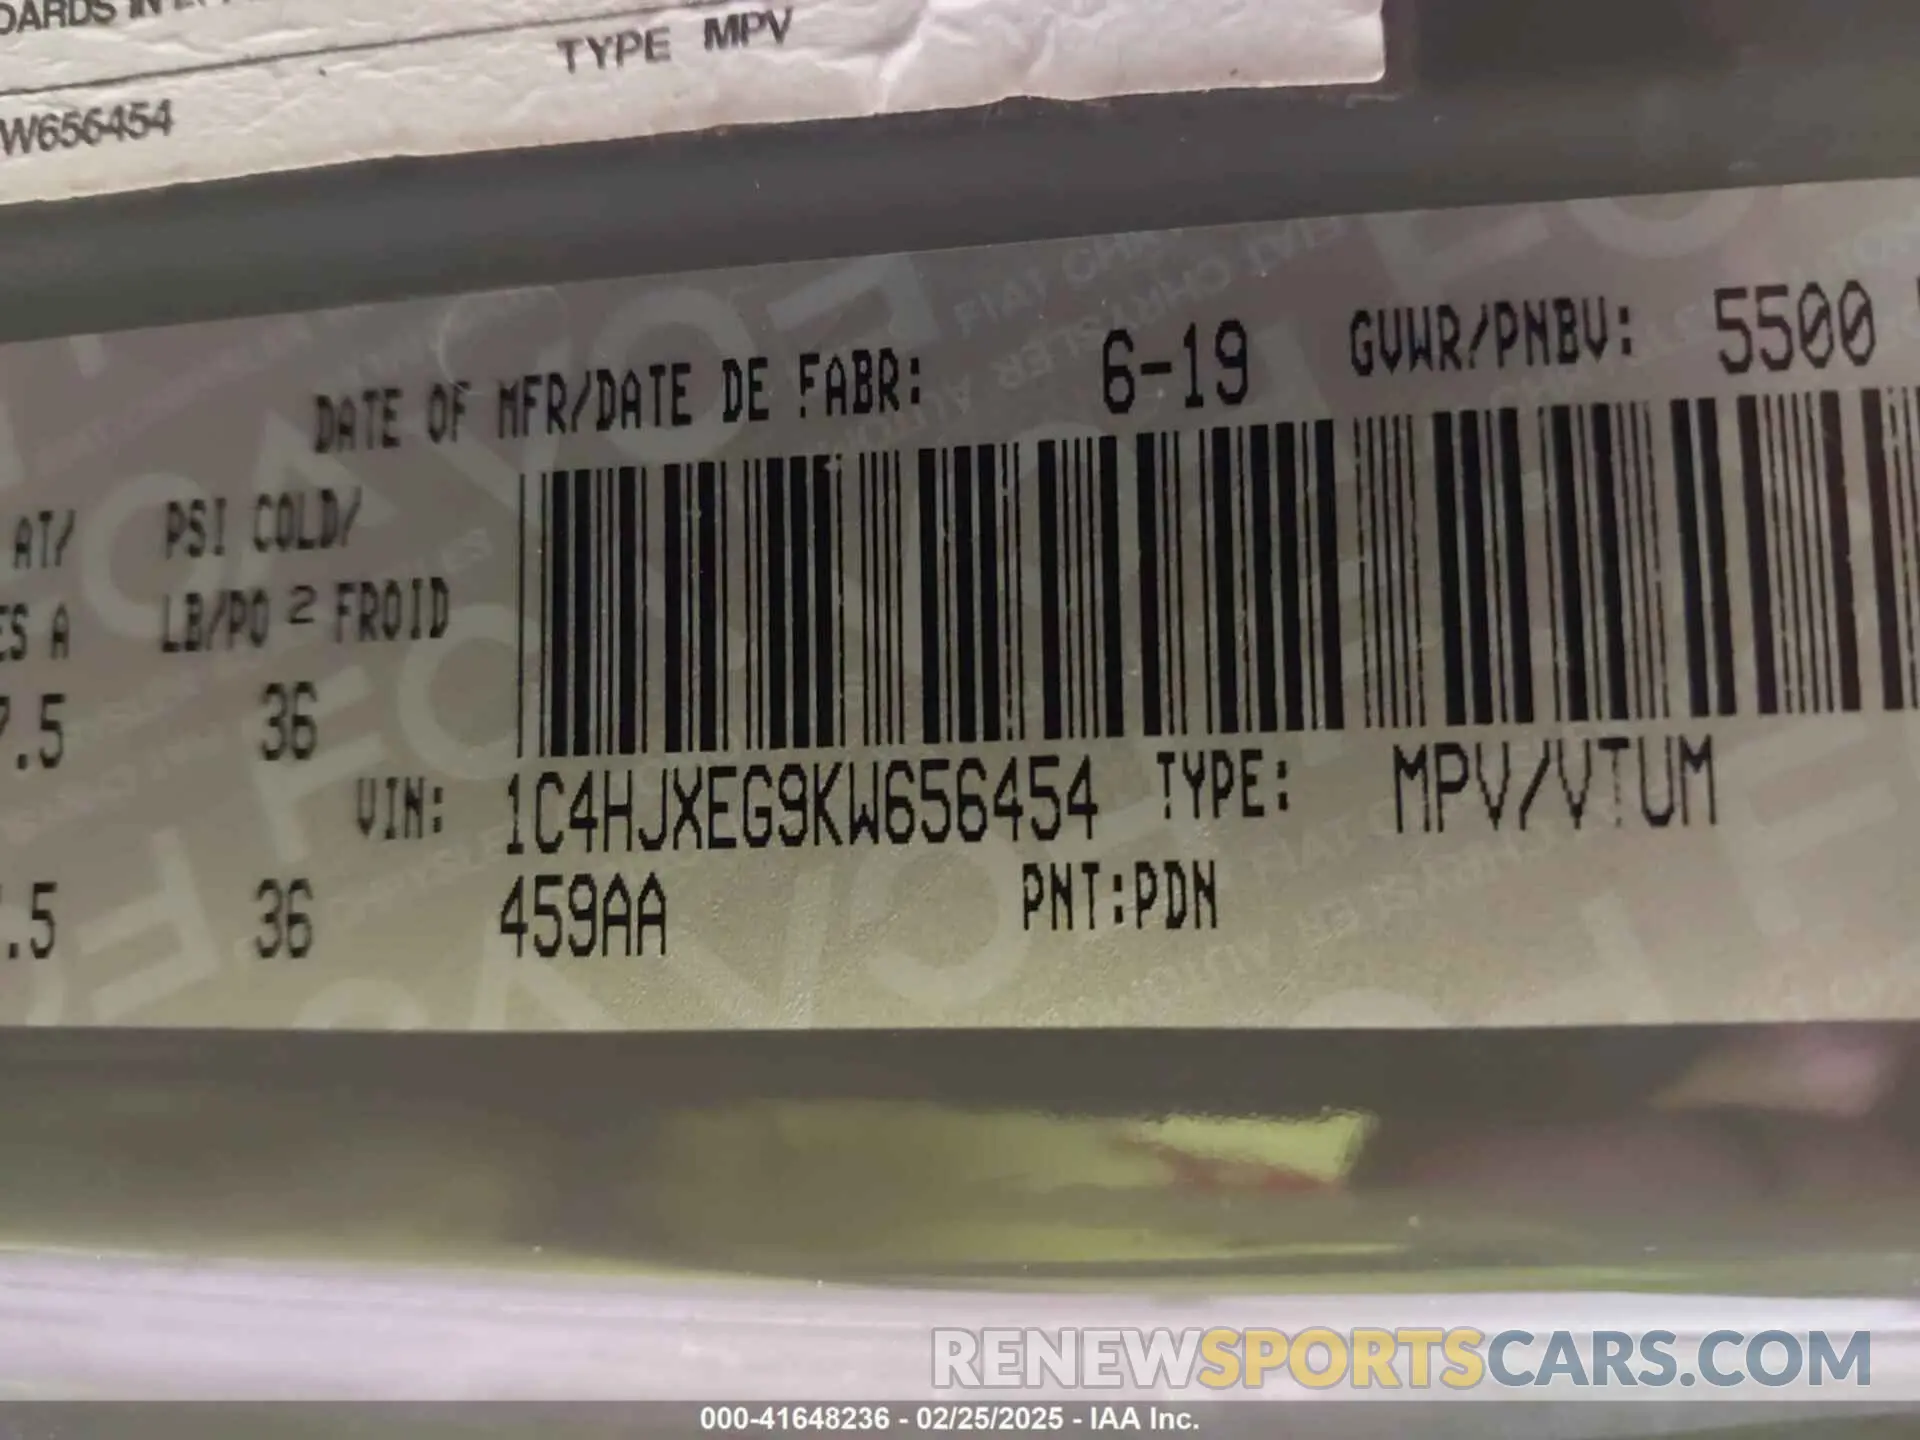 TYPE MPV
W656454
DATE OF MFR/DATE DE FABR: 6-19 GVWR/PNBV: 5500
AT/ PSI COLD/
ES A LB/PO 2 FROID
7.5 36
VIN: 1C4HJXEG9KW656454 TYPE: MPV/VTUM
.5 36 459AA PNT:PDN
RENEWSPORTSCARS.COM
000-41648236 - 02/25/2025 - IAA Inc.